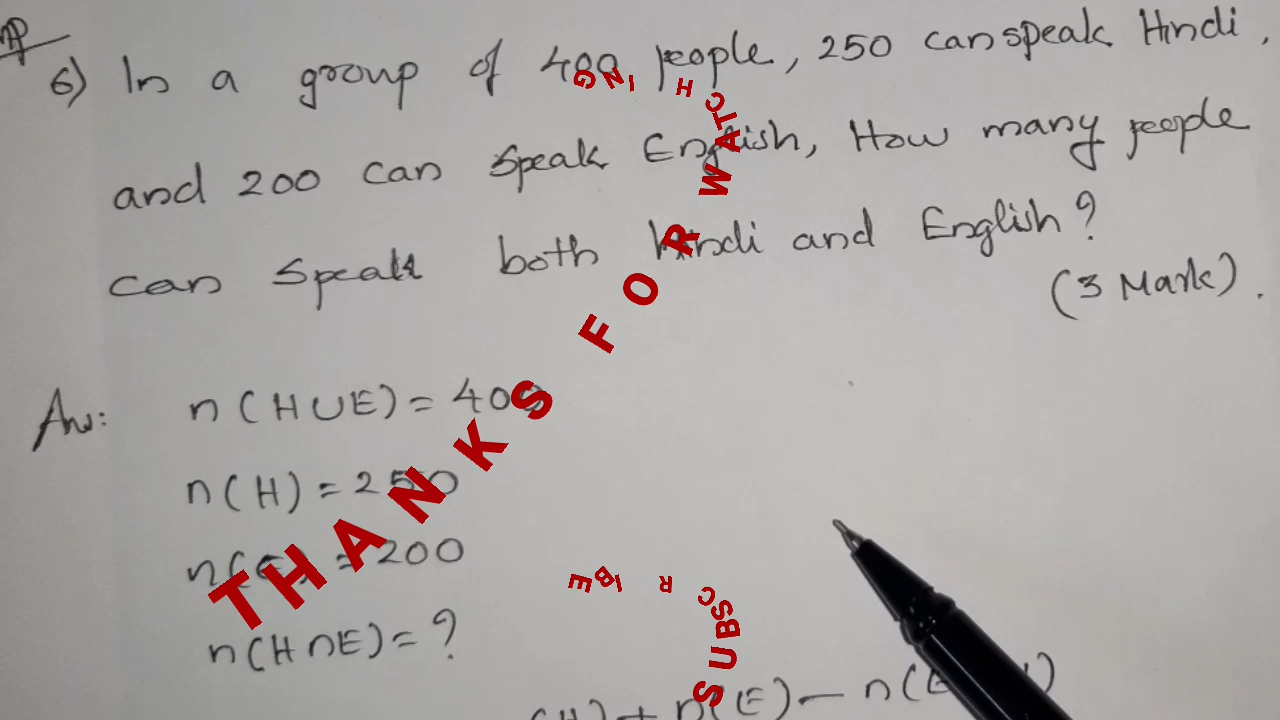 6) In a group of 400 people, 250 can speak Hindi,
and 200 can speak English, How many people
can speak both Hindi and English?
(3 Mark).
Ans: n(HUE) = 400
n(H) = 250
n(E) = 200
n(H∩E) = ?
(H) + n(E) – n(
THANKS FOR WATCHING
SUBSCRIBE